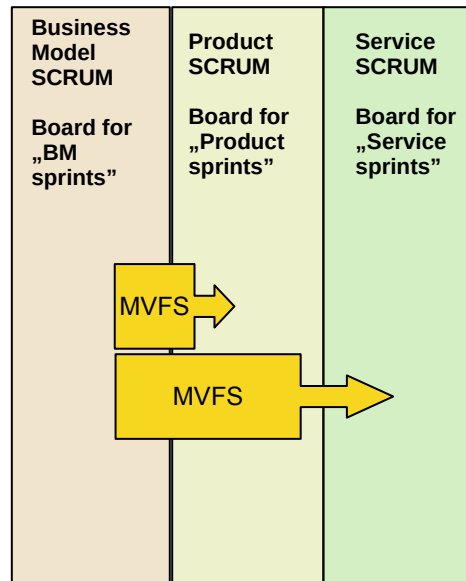 Business
Model
SCRUM
Board for
„BM
sprints”
Product
SCRUM
Board for
„Product
sprints”
Service
SCRUM
Board for
„Service
sprints”
MVFS
MVFS